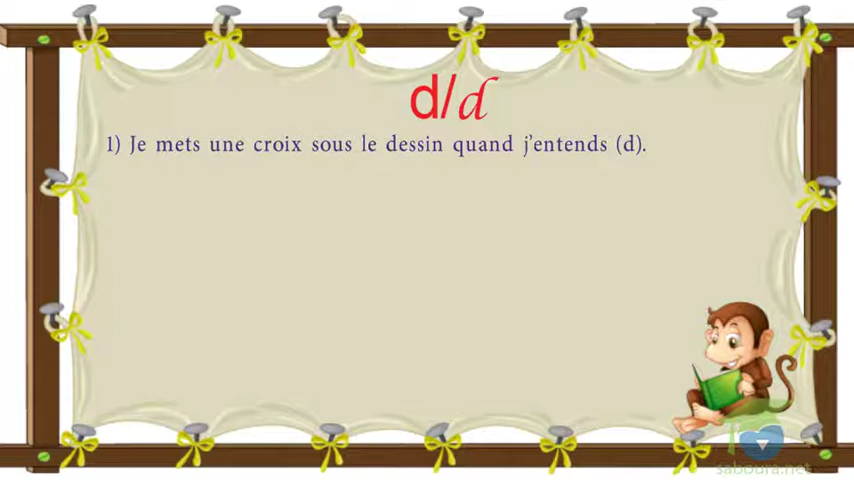 d/d
1) Je mets une croix sous le dessin quand j'entends (d).
saboura.net